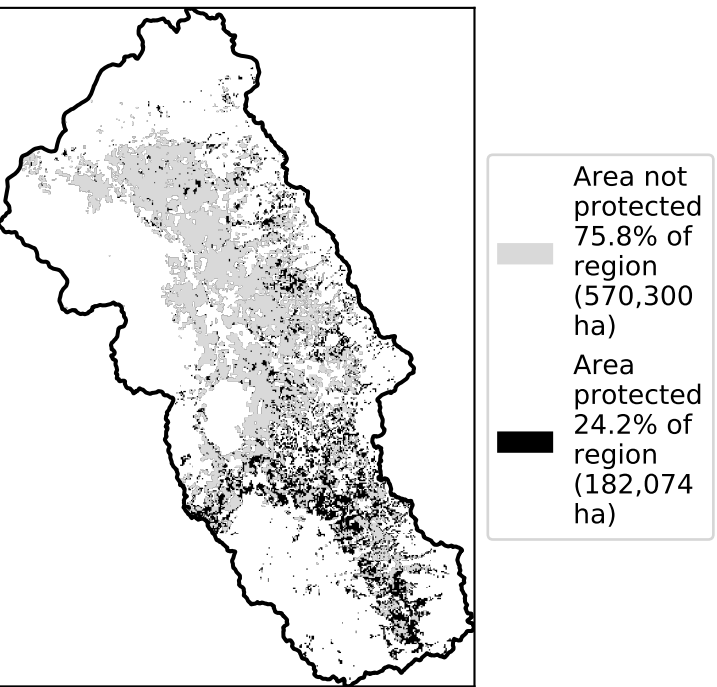 Area not
protected
75.8% of
region
(570,300
ha)
Area
protected
24.2% of
region
(182,074
ha)